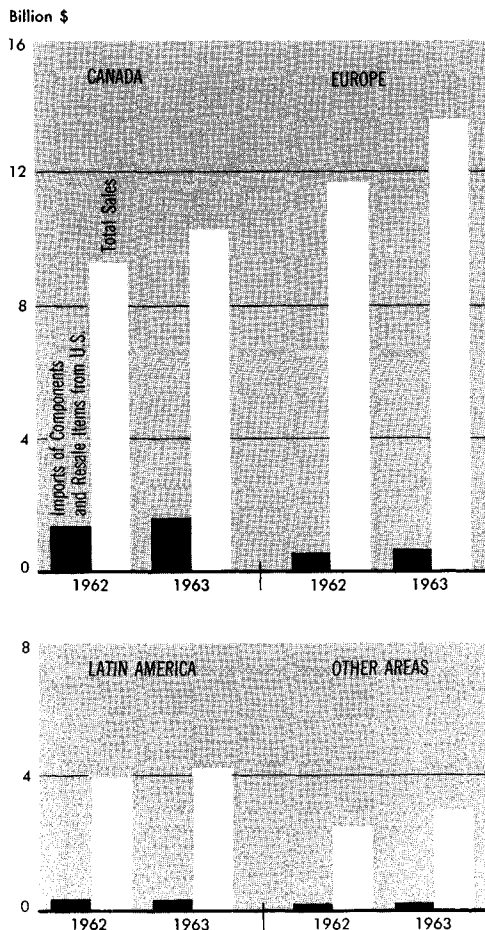 Billion $
16
CANADA
EUROPE
12
Total Sales
8
Imports of Components
and Resale Items from U.S.
4
0
1962
1963
1962
1963
8
LATIN AMERICA
OTHER AREAS
4
0
1962
1963
1962
1963